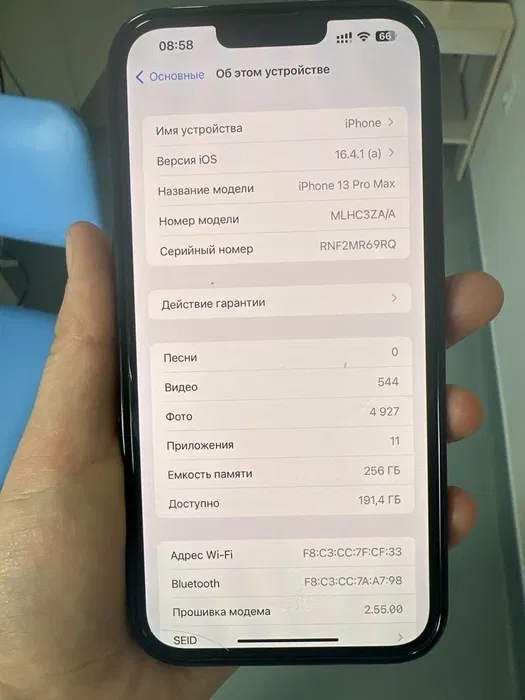 08:58 66
Основные Об этом устройстве
Имя устройства iPhone
Версия iOS 16.4.1 (a)
Название модели iPhone 13 Pro Max
Номер модели MLHC3ZA/A
Серийный номер RNF2MR69RQ
Действие гарантии
Песни 0
Видео 544
Фото 4 927
Приложения 11
Емкость памяти 256 ГБ
Доступно 191,4 ГБ
Адрес Wi-Fi F8:C3:CC:7F:CF:33
Bluetooth F8:C3:CC:7A:A7:98
Прошивка модема 2.55.00
SEID